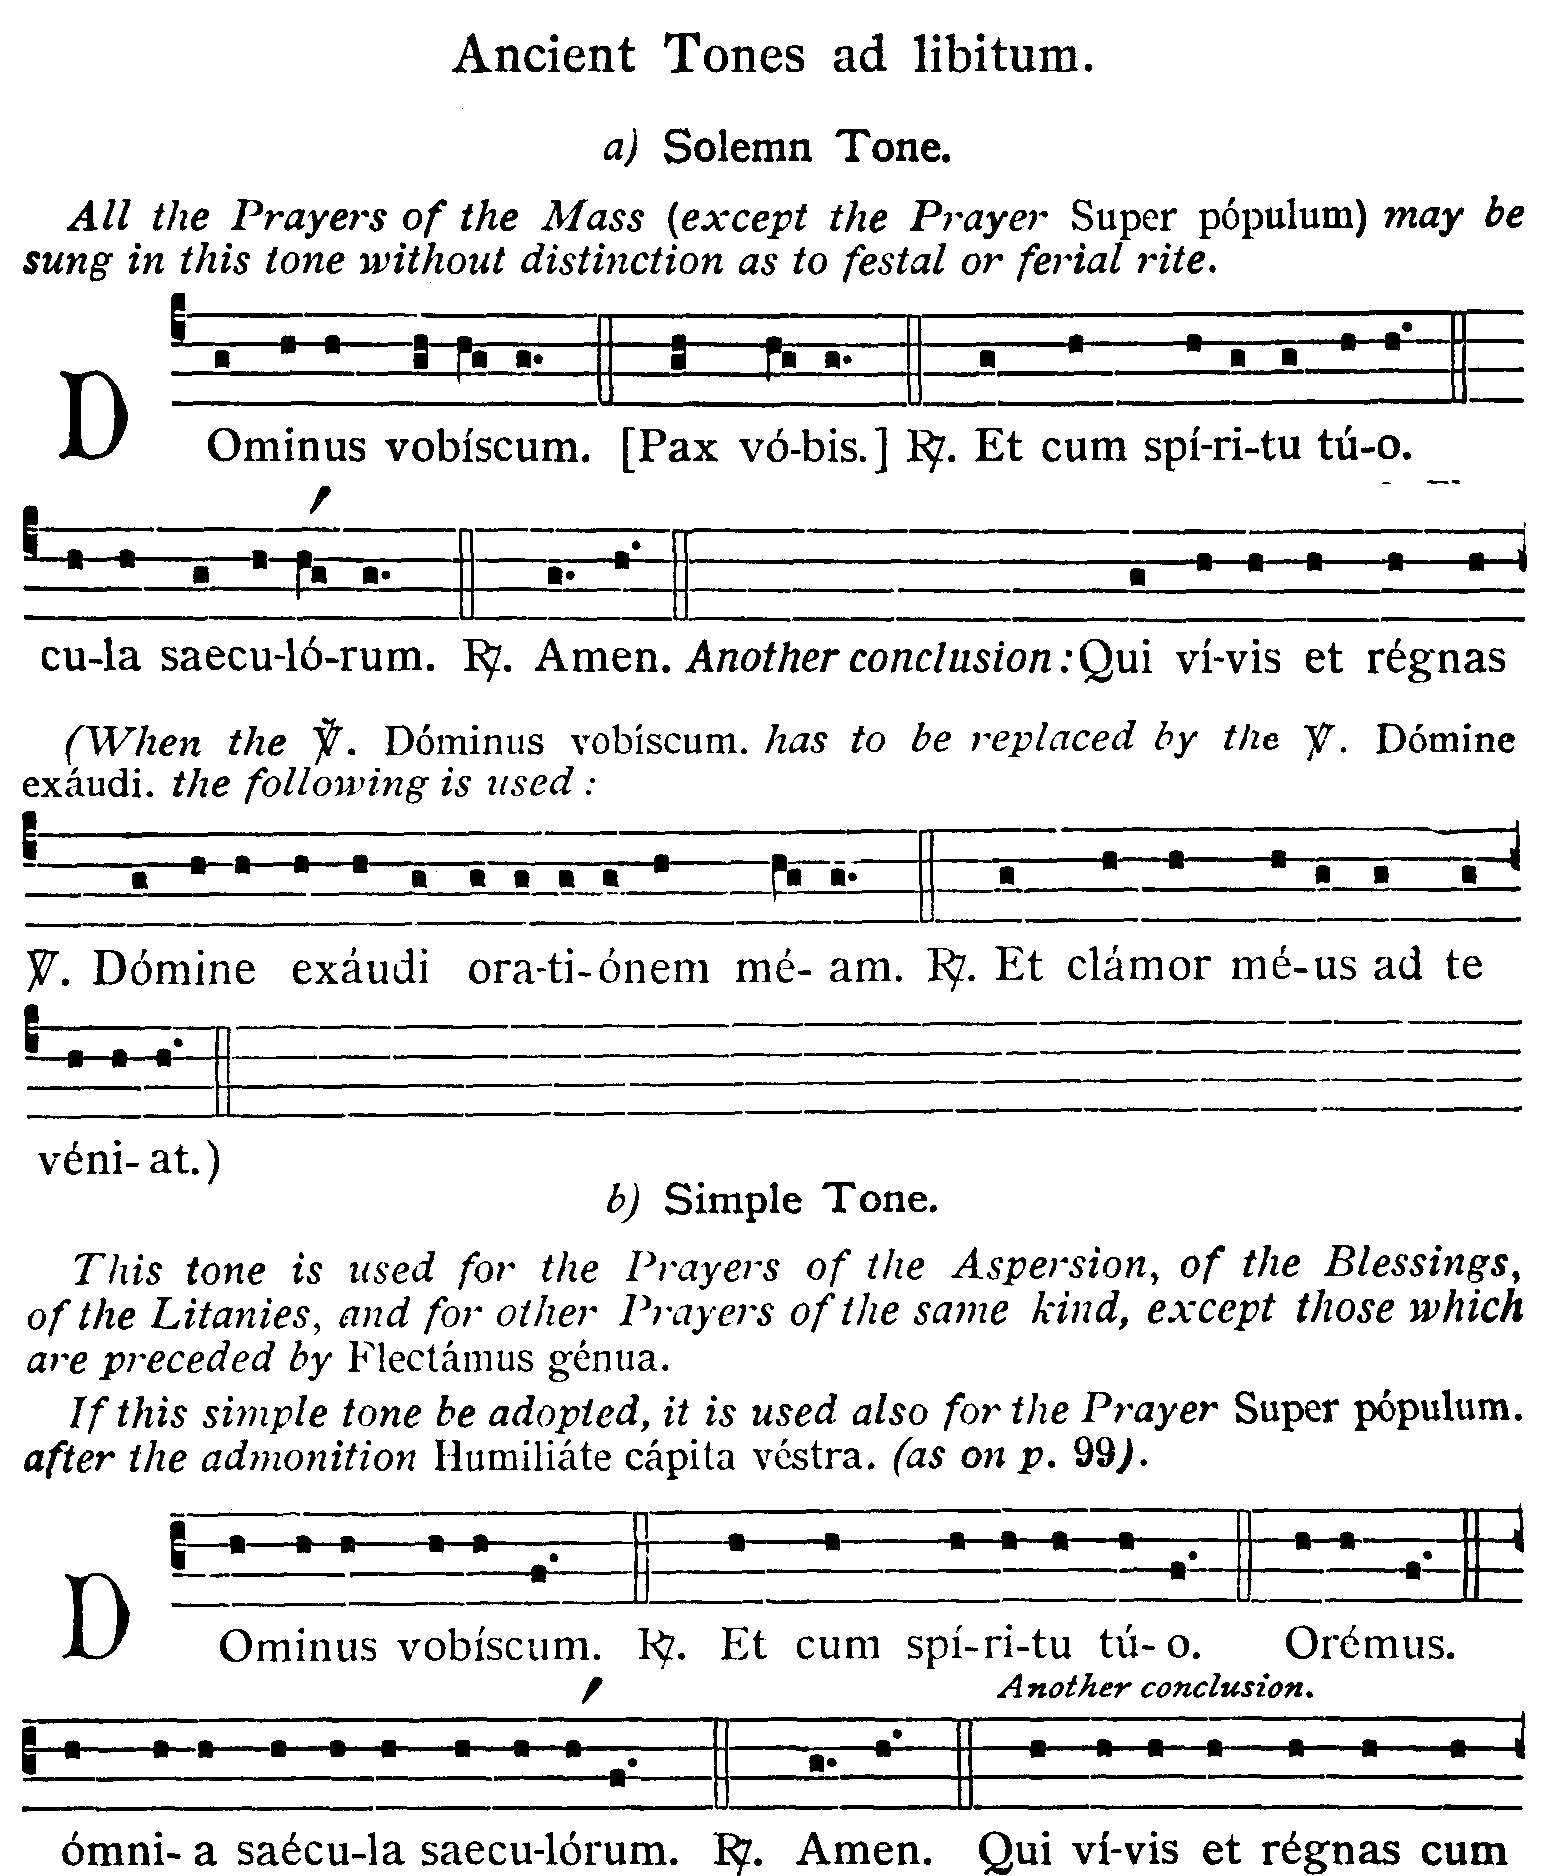 Ancient Tones ad libitum.
a) Solemn Tone.
All the Prayers of the Mass (except the Prayer Super pópulum) may be
sung in this tone without distinction as to festal or ferial rite.
DOminus vobíscum. [Pax vó-bis.] ℟. Et cum spí-ri-tu tú-o.
cu-la saecu-ló-rum. ℟. Amen. Another conclusion: Qui ví-vis et régnas
(When the ℣. Dóminus vobíscum. has to be replaced by the ℣. Dómine
exáudi. the following is used :
℣. Dómine exáudi ora-ti-ónem mé- am. ℟. Et clámor mé-us ad te
véni- at.)
b) Simple Tone.
This tone is used for the Prayers of the Aspersion, of the Blessings,
of the Litanies, and for other Prayers of the same kind, except those which
are preceded by Flectámus génua.
If this simple tone be adopted, it is used also for the Prayer Super pópulum.
after the admonition Humiliáte cápita véstra. (as on p. 99).
DOminus vobíscum. ℟. Et cum spí-ri-tu tú- o. Orémus.
Another conclusion.
ómni- a saécu-la saecu-lórum. ℟. Amen. Qui ví-vis et régnas cum